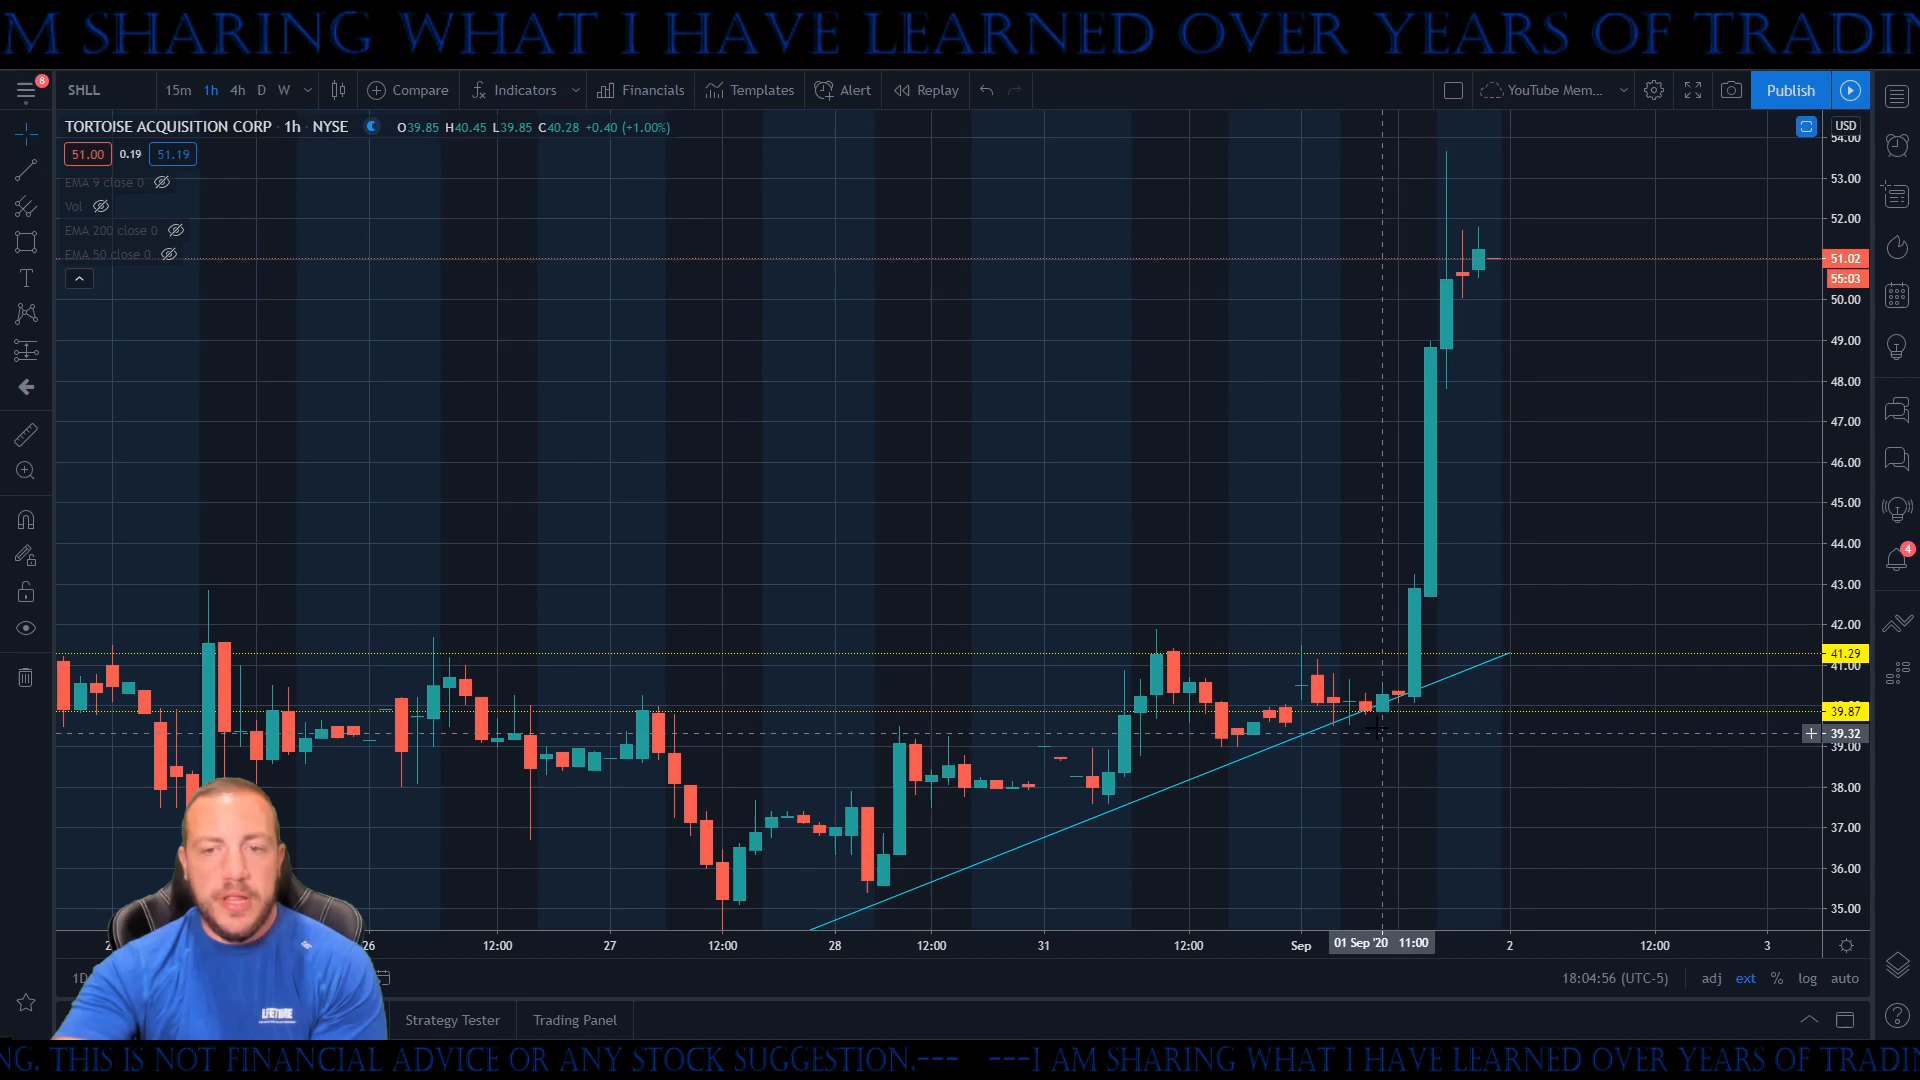 M SHARING WHAT I HAVE LEARNED OVER YEARS OF TRADIN
8
SHLL 15m 1h 4h D W Compare Indicators Financials Templates Alert Replay YouTube Mem... Publish
TORTOISE ACQUISITION CORP · 1h · NYSE O39.85 H40.45 L39.85 C40.28 +0.40 (+1.00%)
USD
51.00 0.19 51.19
EMA 9 close 0
Vol
EMA 200 close 0
EMA 50 close 0
54.00
53.00
52.00
51.02
55:03
50.00
49.00
48.00
47.00
46.00
45.00
44.00
4
43.00
42.00
41.29
41.00
39.87
39.32
39.00
38.00
37.00
36.00
35.00
26 12:00 27 12:00 28 12:00 31 12:00 Sep 01 Sep '20 11:00 2 12:00 3
1D 18:04:56 (UTC-5) adj ext % log auto
LIFETIME
Strategy Tester Trading Panel
NG. THIS IS NOT FINANCIAL ADVICE OR ANY STOCK SUGGESTION.--- ---I AM SHARING WHAT I HAVE LEARNED OVER YEARS OF TRADIN